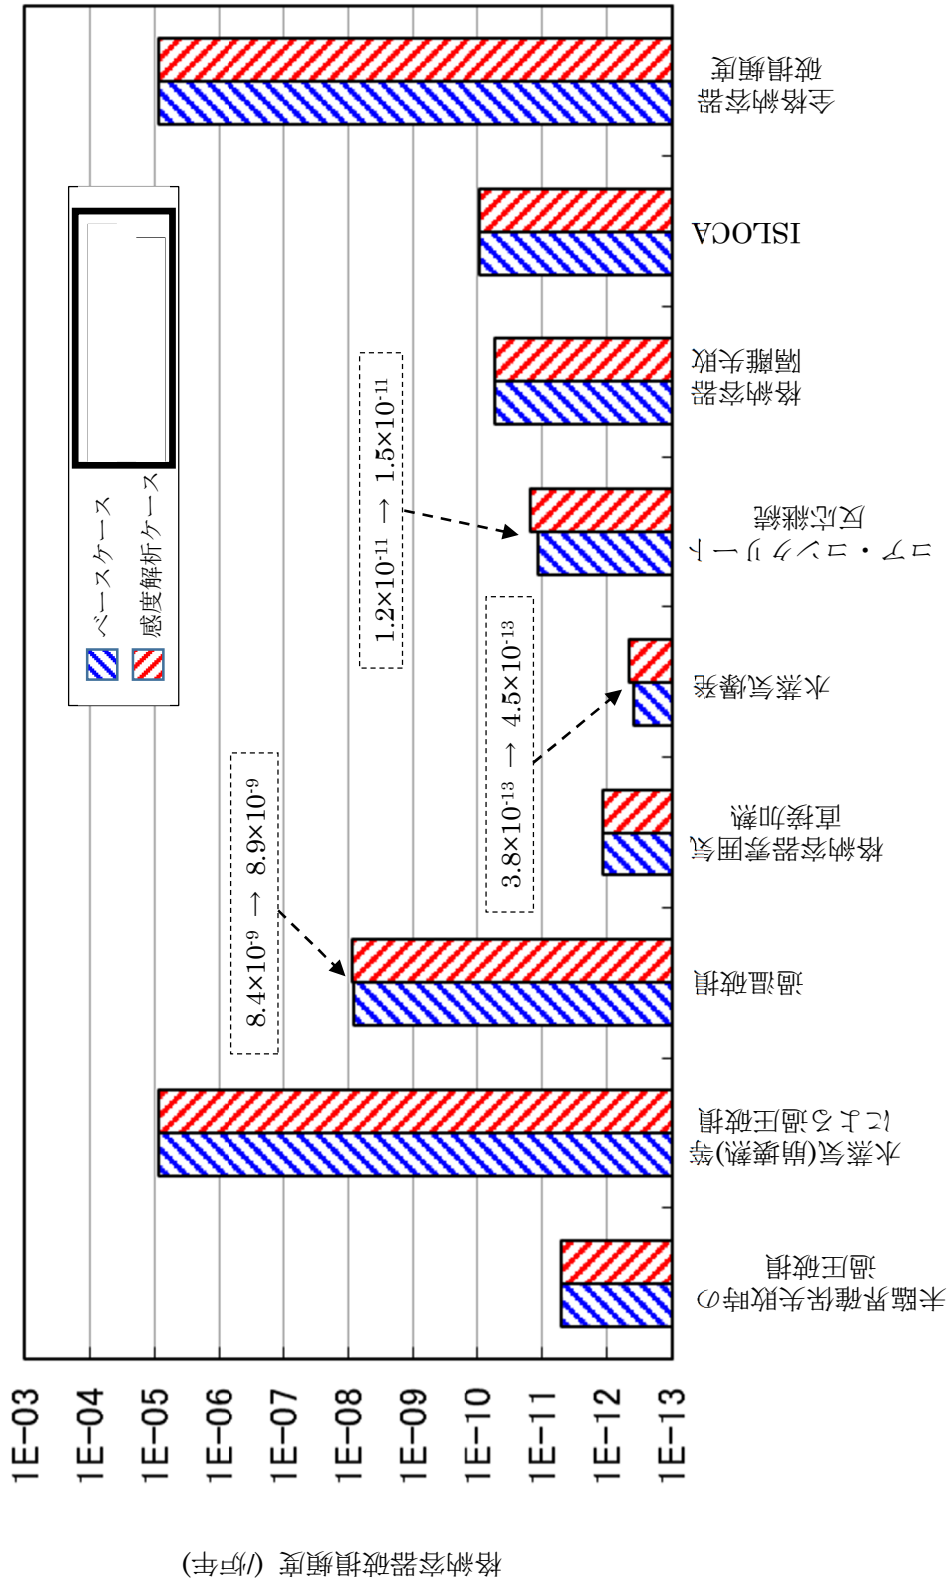 ベースケース
感度解析ケース
8.4×10-9 → 8.9×10-9
3.8×10-13 → 4.5×10-13
1.2×10-11 → 1.5×10-11
格納容器破損頻度 (/炉年)
1E-03
1E-04
1E-05
1E-06
1E-07
1E-08
1E-09
1E-10
1E-11
1E-12
1E-13
未臨界確保失敗時の
過圧破損
水蒸気(崩壊熱)等
による過圧破損
過温破損
格納容器雰囲気
直接加熱
水蒸気爆発
コア・コンクリート
反応継続
格納容器
隔離失敗
ISLOCA
全格納容器
破損頻度